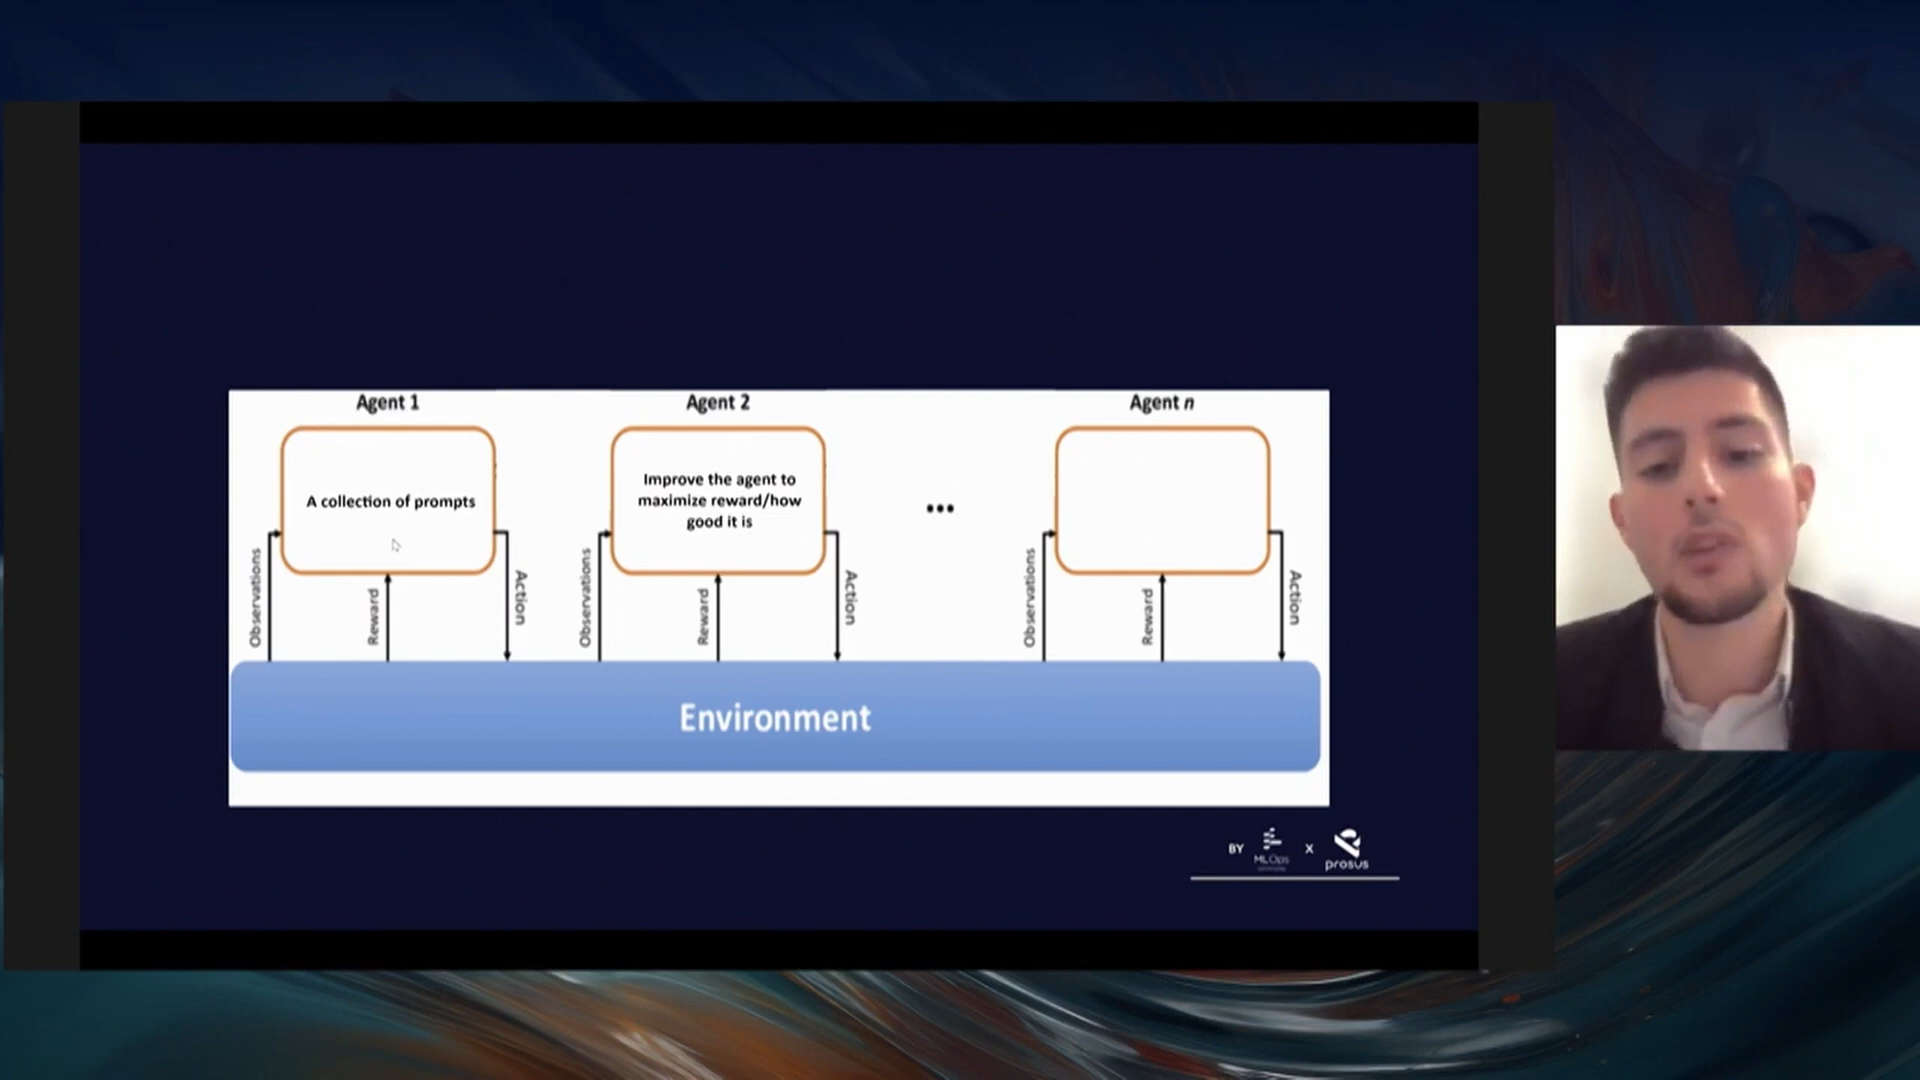 Agent 1
Agent 2
Agent n
A collection of prompts
Improve the agent to
maximize reward/how
good it is
...
Observations
Reward
Action
Observations
Reward
Action
Observations
Reward
Action
Environment
BY
MLOps
X
prosus